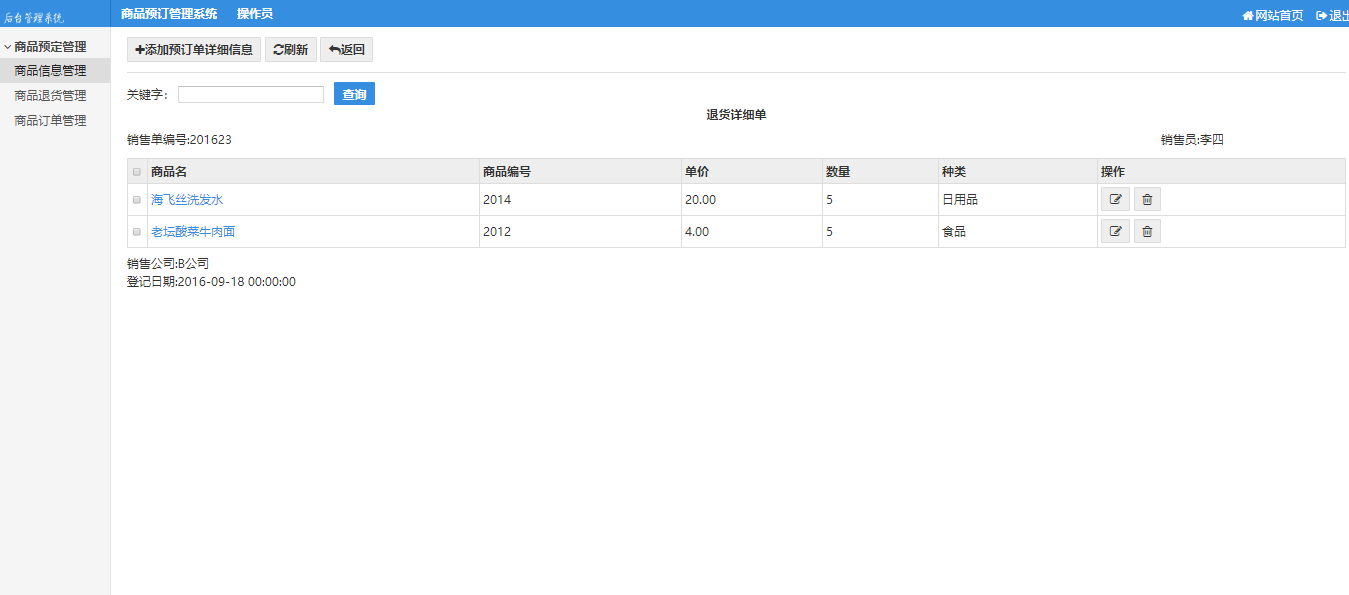 后台管理系统
商品预订管理系统 操作员
网站首页 退出
商品预定管理
商品信息管理
商品退货管理
商品订单管理
添加预订单详细信息 刷新 返回
关键字： 查询
退货详细单
销售单编号:201623 销售员:李四
商品名 商品编号 单价 数量 种类 操作
海飞丝洗发水 2014 20.00 5 日用品
老坛酸菜牛肉面 2012 4.00 5 食品
销售公司:B公司
登记日期:2016-09-18 00:00:00